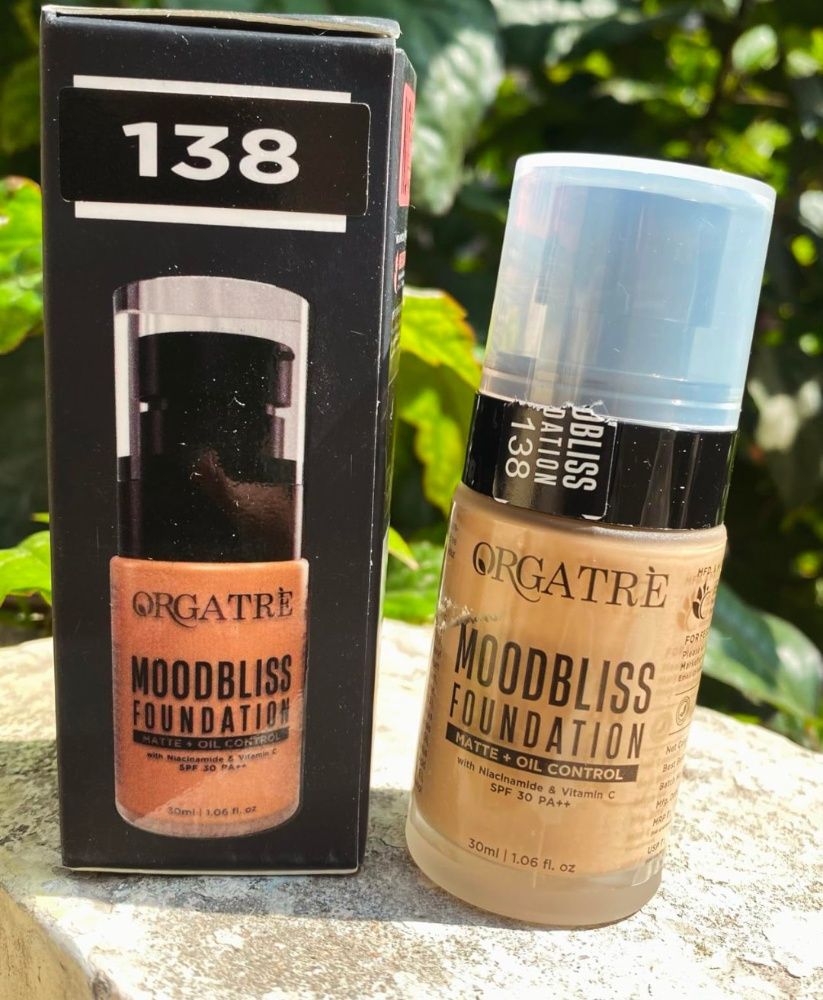 138
ORGATRÈ
MOODBLISS
FOUNDATION
MATTE + OIL CONTROL
with Niacinamide & Vitamin C
SPF 30 PA++
30ml | 1.06 fl. oz
DBLISS
DATION
138
ORGATRÈ
MOODBLISS
FOUNDATION
MATTE + OIL CONTROL
with Niacinamide & Vitamin C
SPF 30 PA++
30ml | 1.06 fl. oz